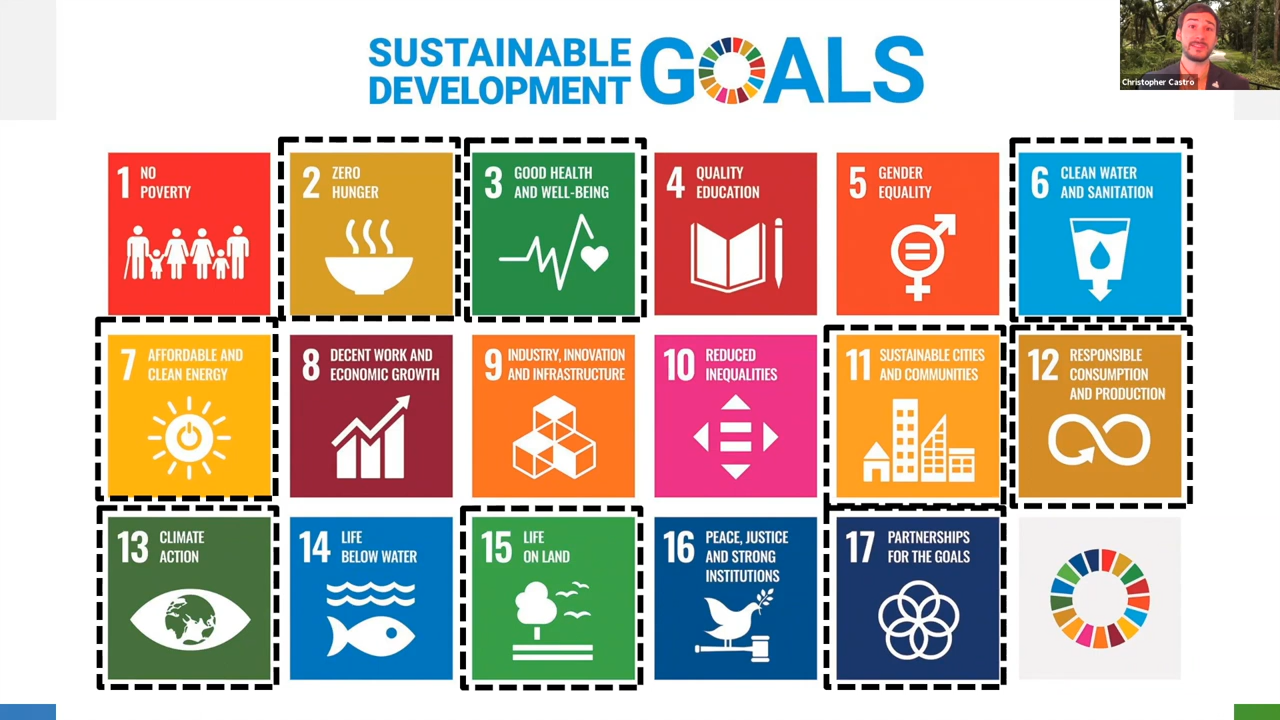 SUSTAINABLE
DEVELOPMENT
GOALS
Christopher Castro
1 NO
POVERTY
2 ZERO
HUNGER
3 GOOD HEALTH
AND WELL-BEING
4 QUALITY
EDUCATION
5 GENDER
EQUALITY
6 CLEAN WATER
AND SANITATION
7 AFFORDABLE AND
CLEAN ENERGY
8 DECENT WORK AND
ECONOMIC GROWTH
9 INDUSTRY, INNOVATION
AND INFRASTRUCTURE
10 REDUCED
INEQUALITIES
11 SUSTAINABLE CITIES
AND COMMUNITIES
12 RESPONSIBLE
CONSUMPTION
AND PRODUCTION
13 CLIMATE
ACTION
14 LIFE
BELOW WATER
15 LIFE
ON LAND
16 PEACE, JUSTICE
AND STRONG
INSTITUTIONS
17 PARTNERSHIPS
FOR THE GOALS